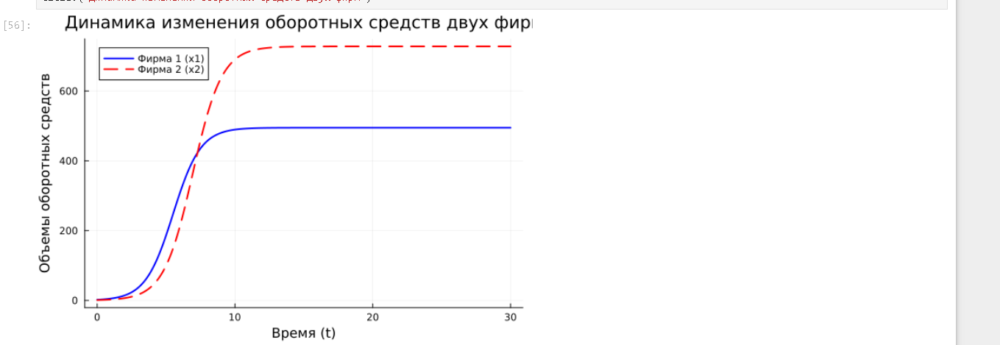 [56]:
Динамика изменения оборотных средств двух фир
Фирма 1 (x1)
Фирма 2 (x2)
Объемы оборотных средств
600
400
200
0
0 10 20 30
Время (t)